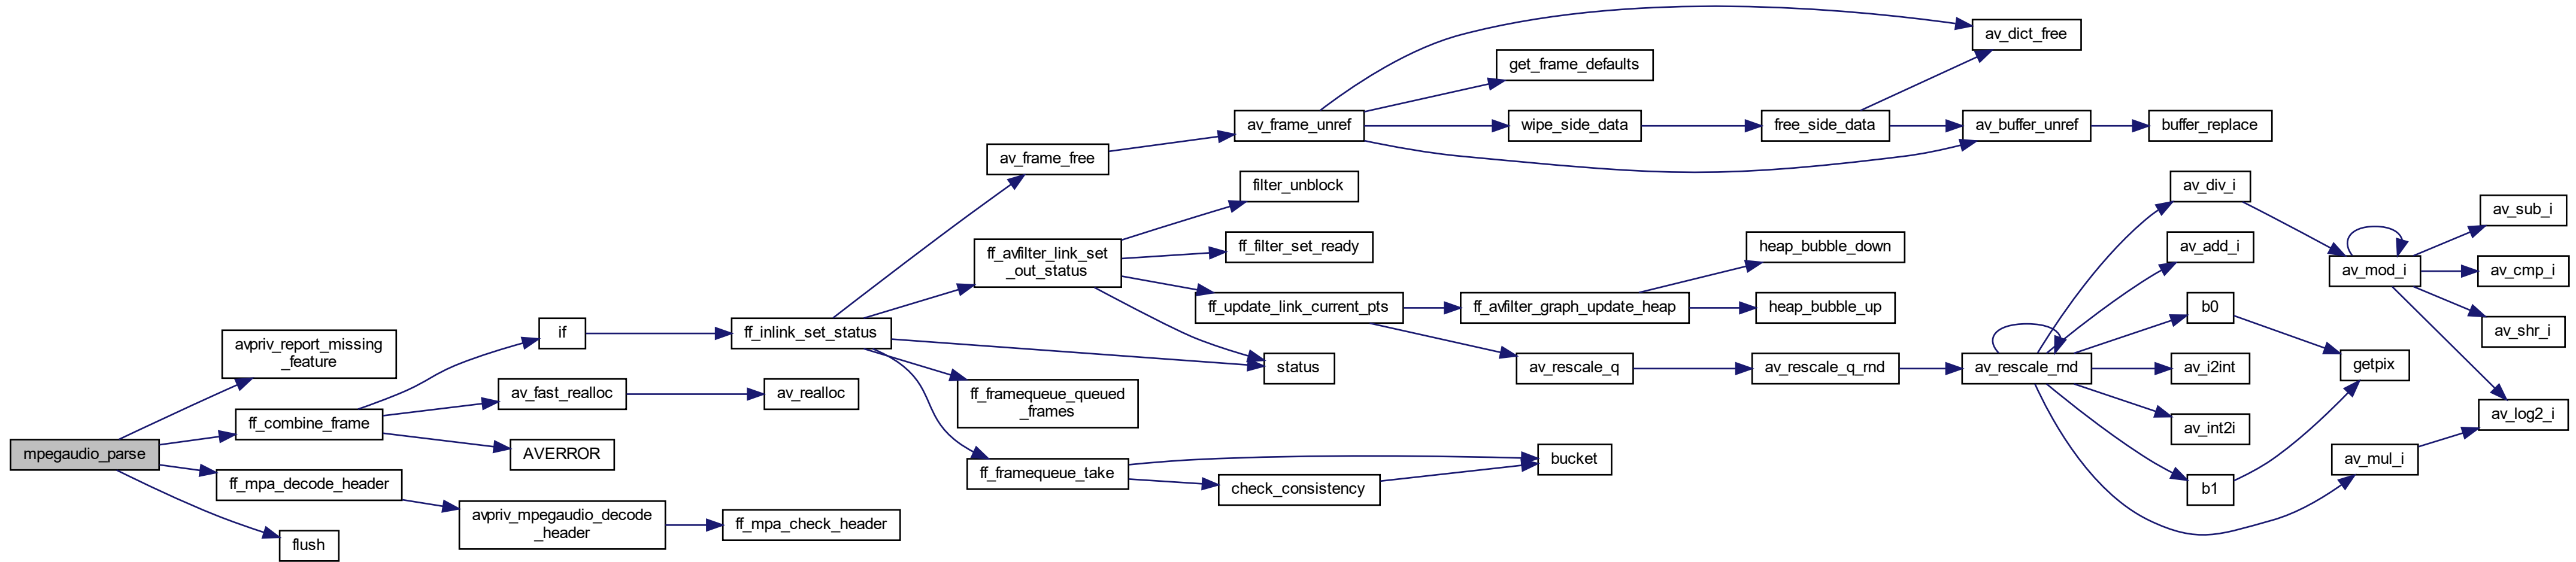 mpegaudio_parse
avpriv_report_missing
_feature
ff_combine_frame
ff_mpa_decode_header
flush
if
av_fast_realloc
AVERROR
avpriv_mpegaudio_decode
_header
ff_inlink_set_status
av_realloc
ff_mpa_check_header
av_frame_free
ff_avfilter_link_set
_out_status
ff_framequeue_queued
_frames
ff_framequeue_take
av_frame_unref
filter_unblock
ff_filter_set_ready
ff_update_link_current_pts
status
check_consistency
get_frame_defaults
wipe_side_data
ff_avfilter_graph_update_heap
av_rescale_q
bucket
free_side_data
heap_bubble_down
heap_bubble_up
av_rescale_q_rnd
av_dict_free
av_buffer_unref
av_rescale_rnd
buffer_replace
av_div_i
av_add_i
b0
av_i2int
av_int2i
b1
av_mod_i
getpix
av_mul_i
av_sub_i
av_cmp_i
av_shr_i
av_log2_i